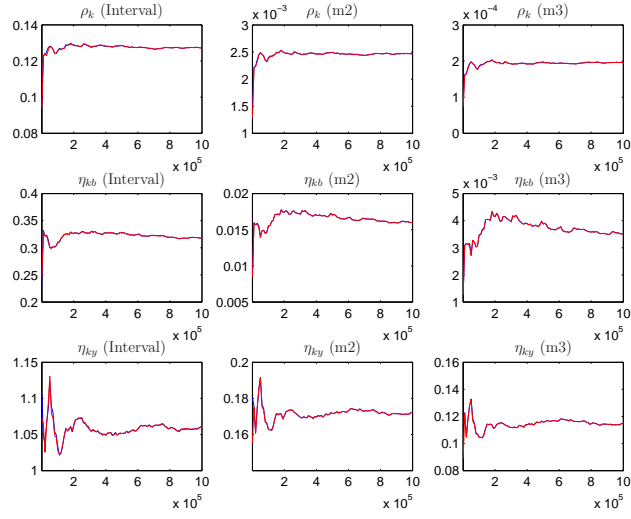 ρk (Interval)
0.14
0.12
0.1
0.08
2 4 6 8 10
x 10^5
ρk (m2)
x 10^−3
3
2.5
2
1.5
1
0 2 4 6 8 10
x 10^5
ρk (m3)
x 10^−4
4
3
2
1
0
2 4 6 8 10
x 10^5
ηkb (Interval)
0.4
0.35
0.3
0.25
0.2
2 4 6 8 10
x 10^5
ηkb (m2)
0.02
0.015
0.01
0.005
0 2 4 6 8 10
x 10^5
ηkb (m3)
x 10^−3
5
4
3
2
1
2 4 6 8 10
x 10^5
ηky (Interval)
1.15
1.1
1.05
1
2 4 6 8 10
x 10^5
ηky (m2)
0.2
0.18
0.16
0.14
0 2 4 6 8 10
x 10^5
ηky (m3)
0.16
0.14
0.12
0.1
0.08
2 4 6 8 10
x 10^5